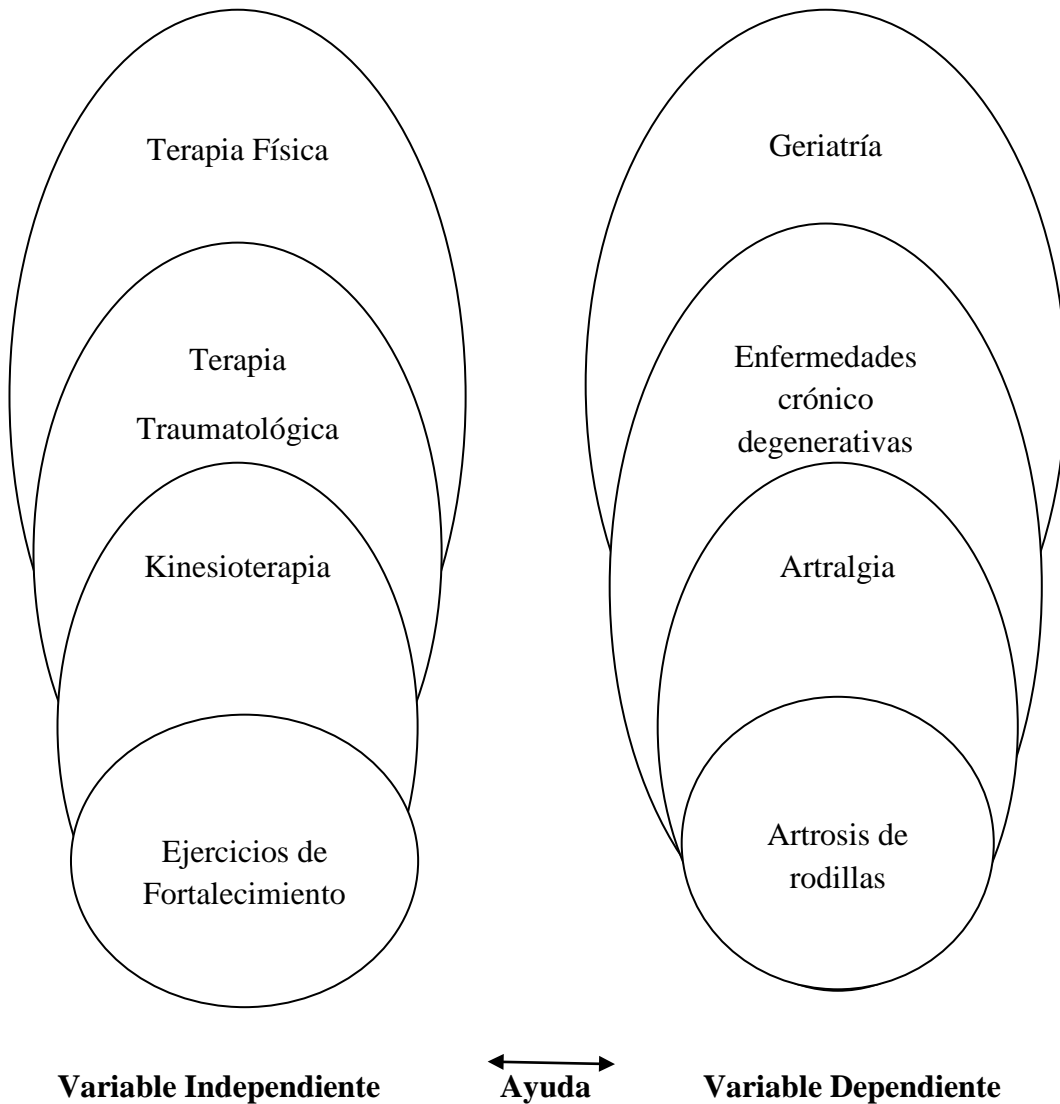 Terapia Física
Terapia
Traumatológica
Kinesioterapia
Ejercicios de
Fortalecimiento
Geriatría
Enfermedades
crónico
degenerativas
Artralgia
Artrosis de
rodillas
Variable Independiente
Ayuda
Variable Dependiente